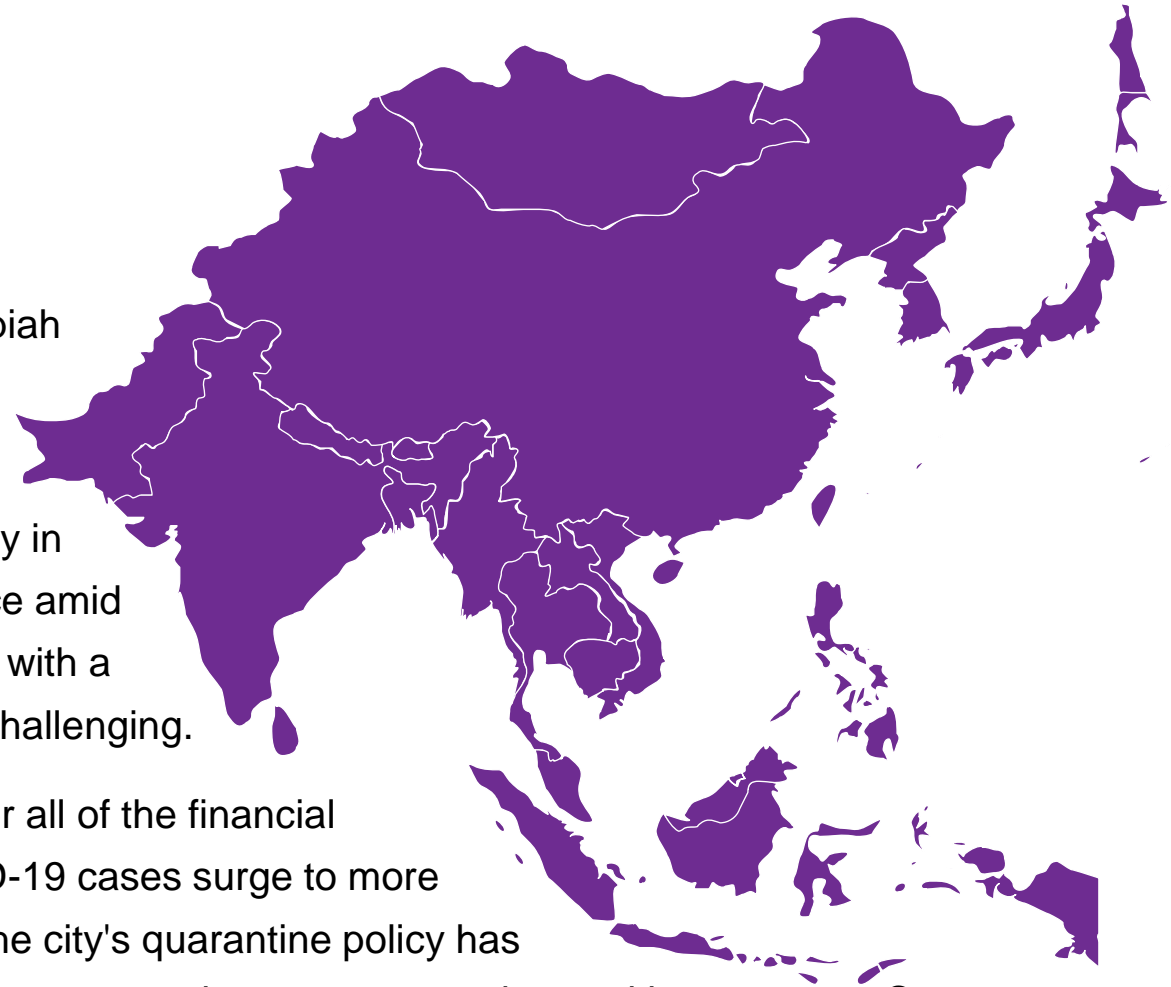 y in
ce amid
with a
hallenging.
r all of the financial
-19 cases surge to more
he city's quarantine policy has